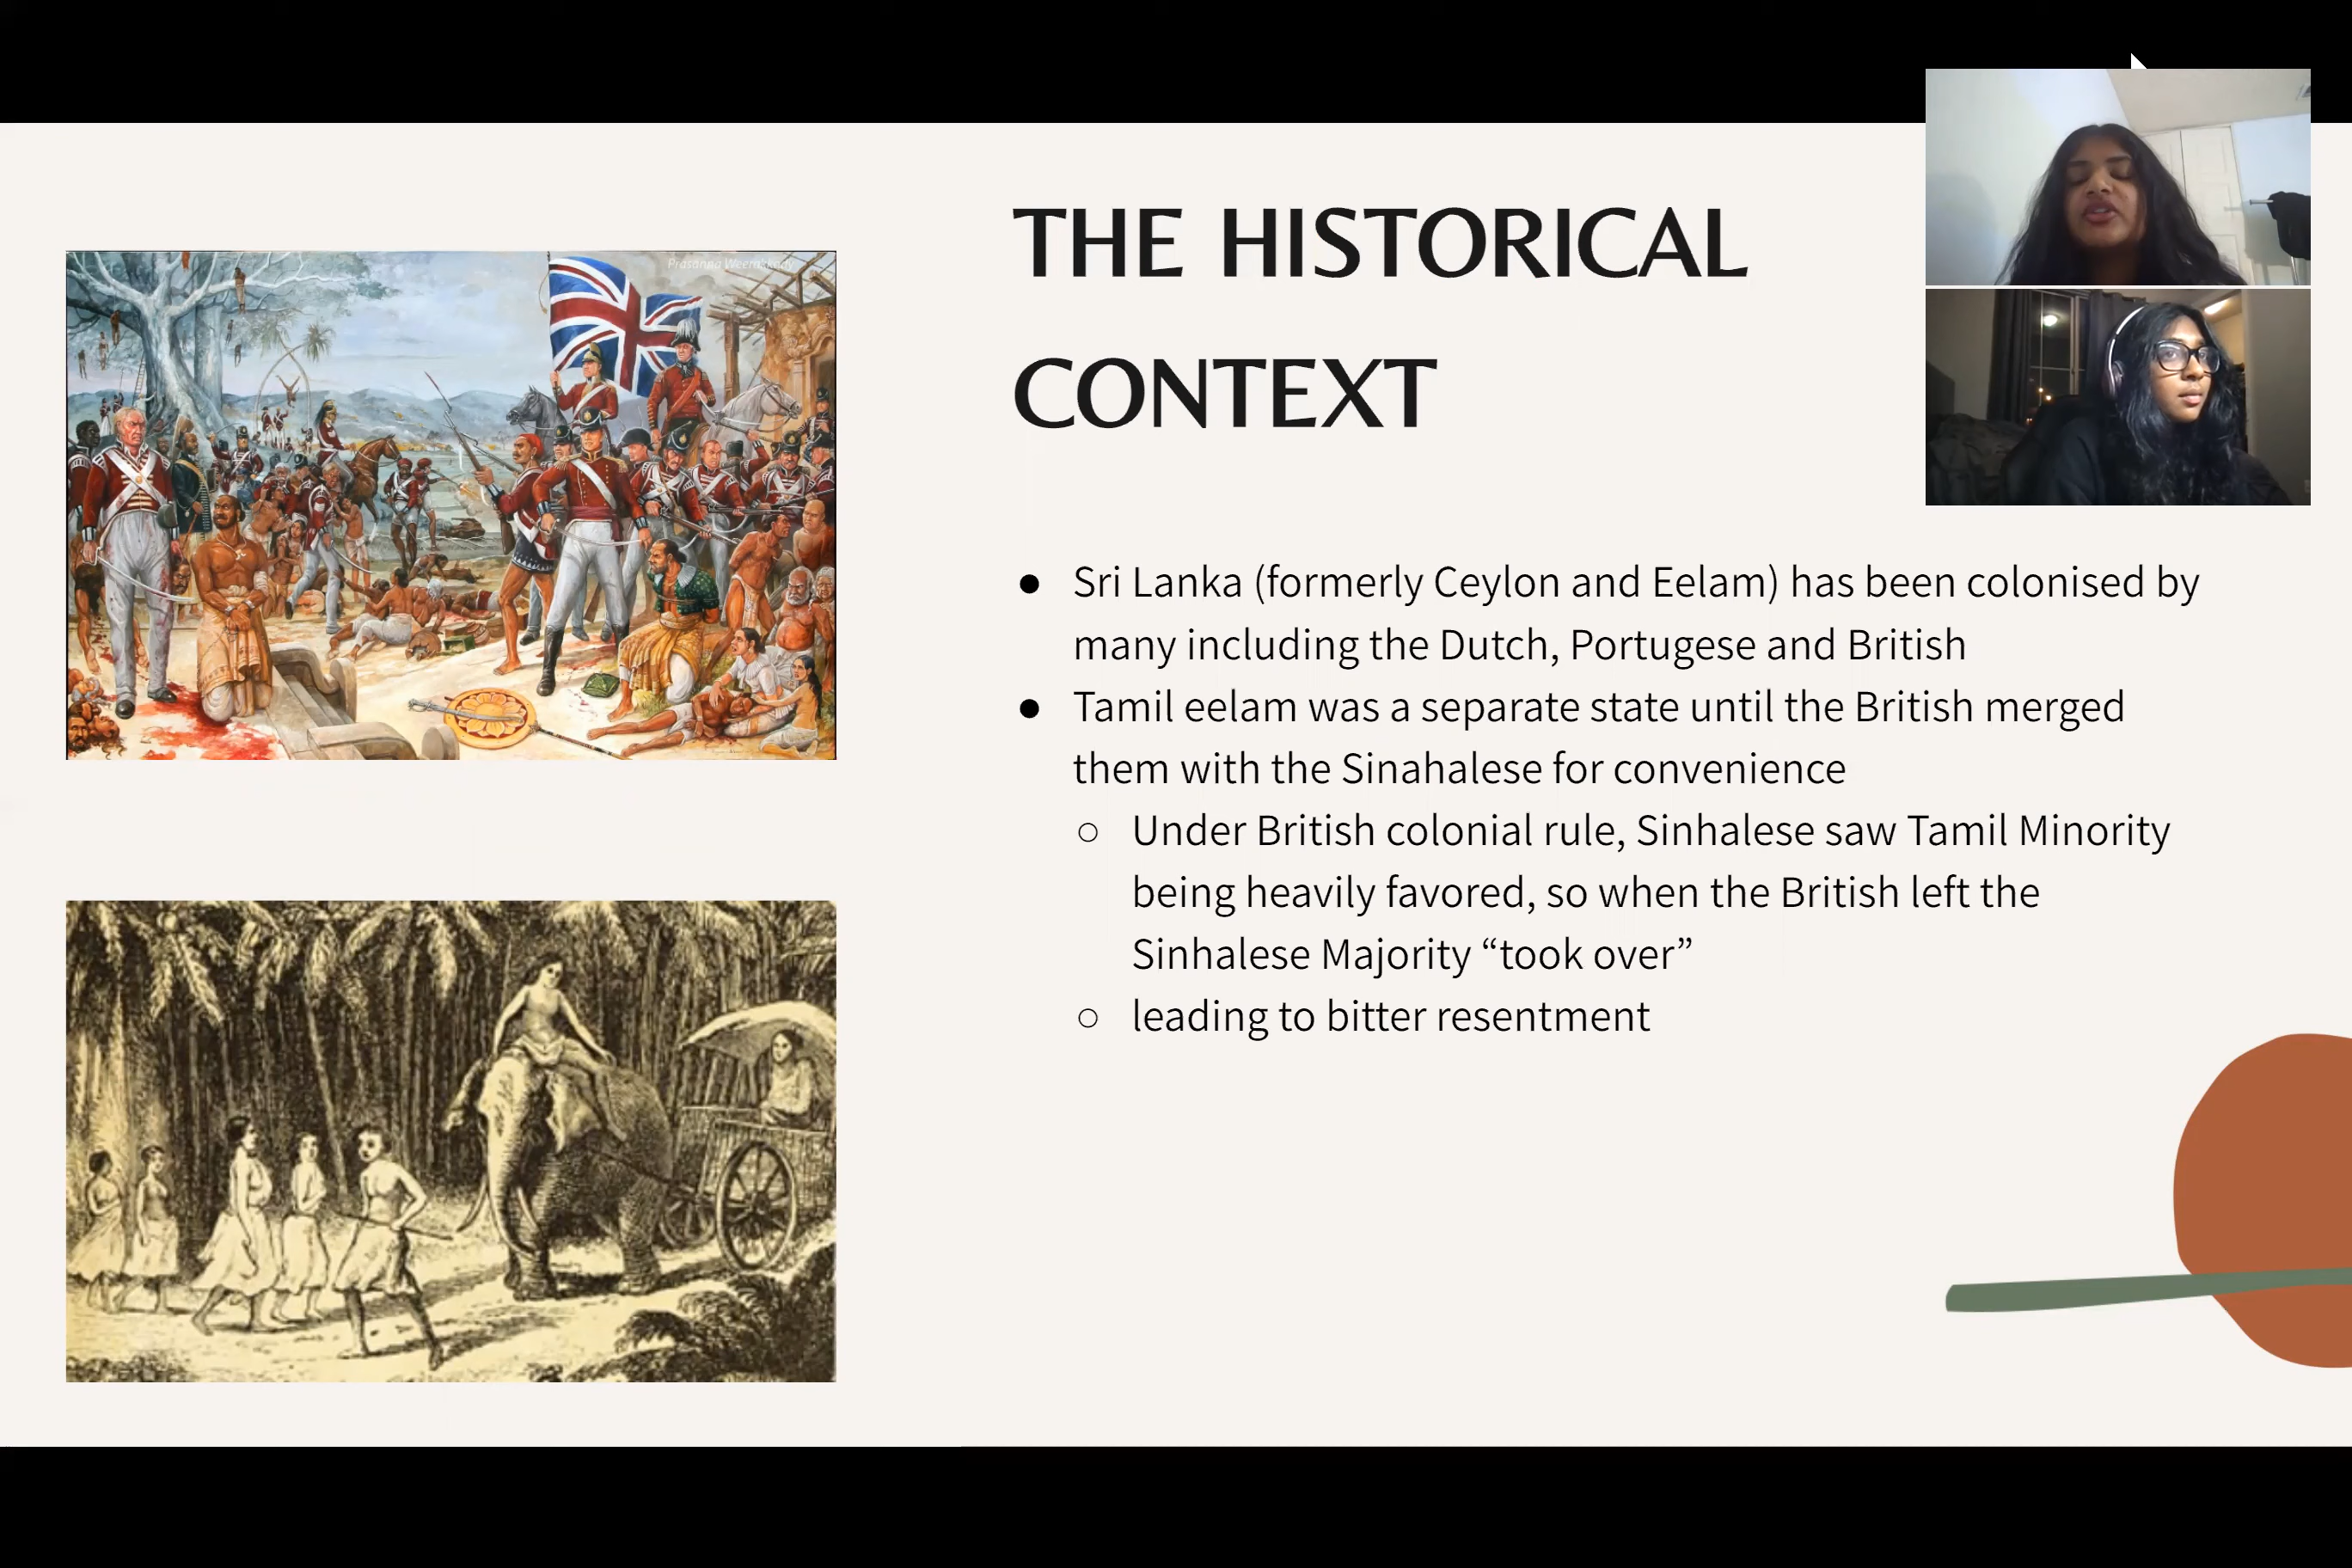 THE HISTORICAL
CONTEXT
● Sri Lanka (formerly Ceylon and Eelam) has been colonised by
many including the Dutch, Portugese and British
● Tamil eelam was a separate state until the British merged
them with the Sinahalese for convenience
○ Under British colonial rule, Sinhalese saw Tamil Minority
being heavily favored, so when the British left the
Sinhalese Majority “took over”
○ leading to bitter resentment
Prasanna